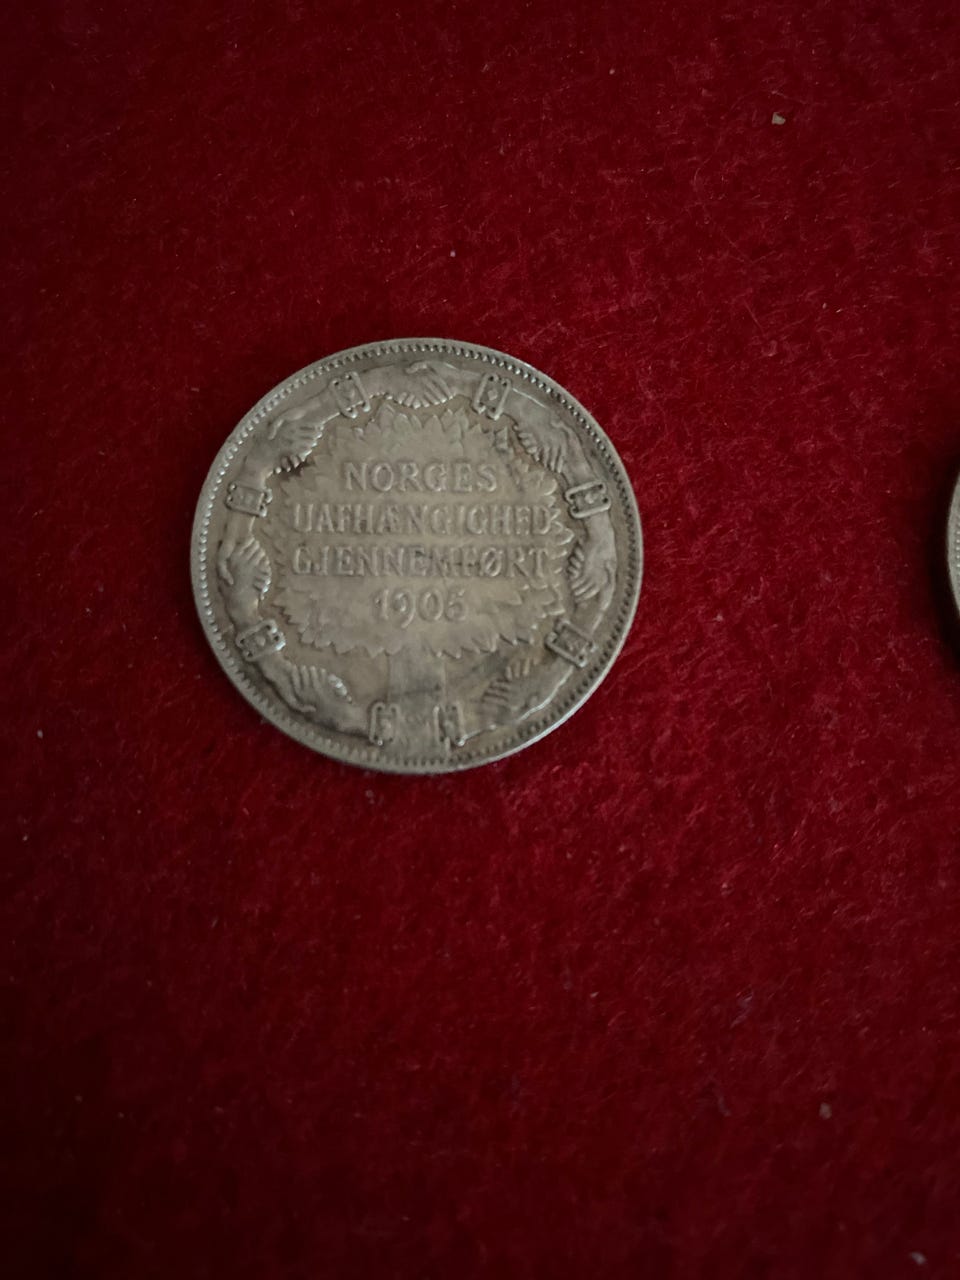 NORGES
UAFHÆNGIGHED
GJENNEMFØRT
1905